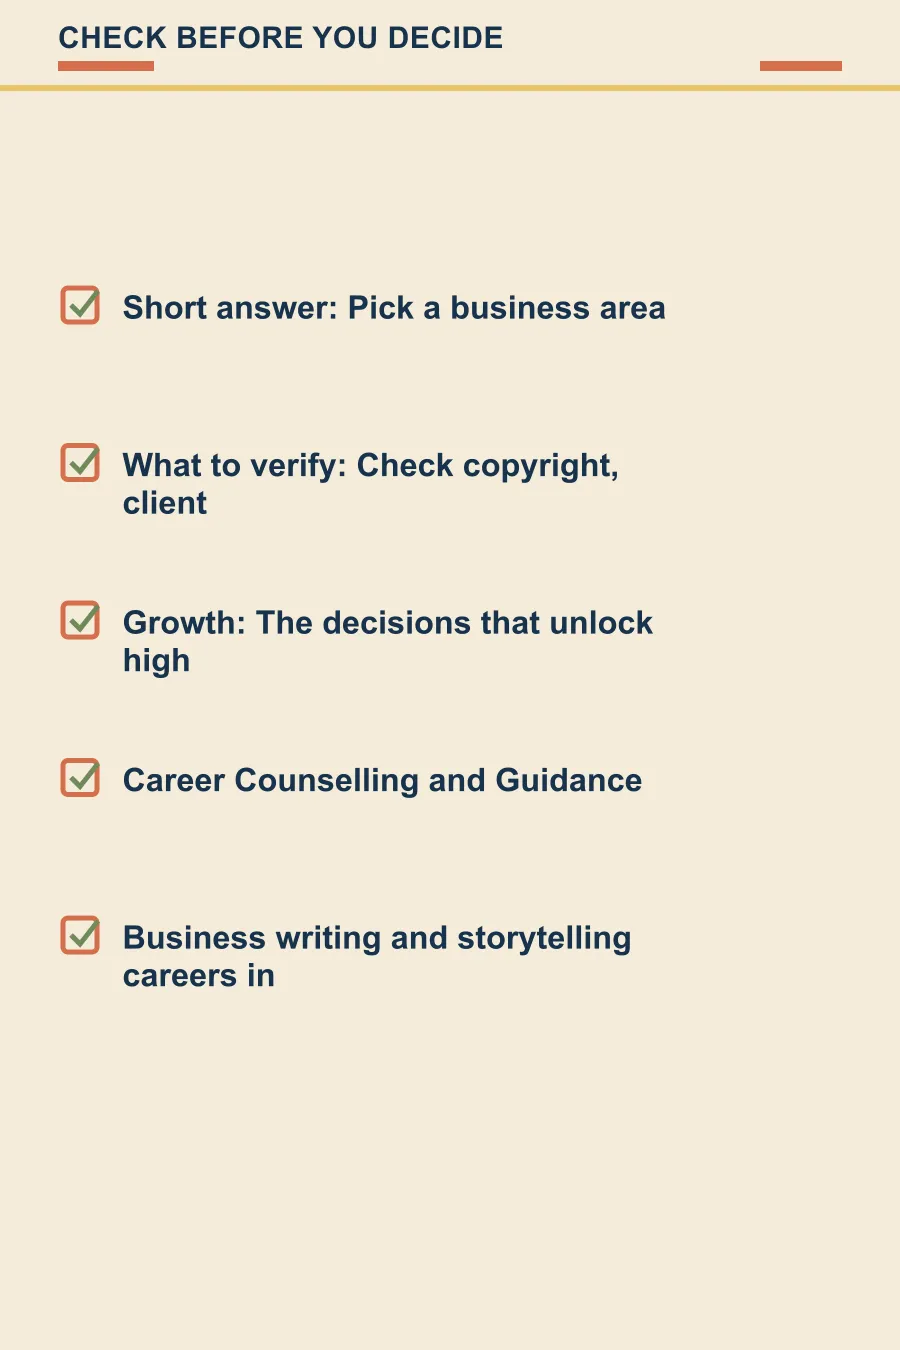 CHECK BEFORE YOU DECIDE
Short answer: Pick a business area
What to verify: Check copyright,
client
Growth: The decisions that unlock
high
Career Counselling and Guidance
Business writing and storytelling
careers in